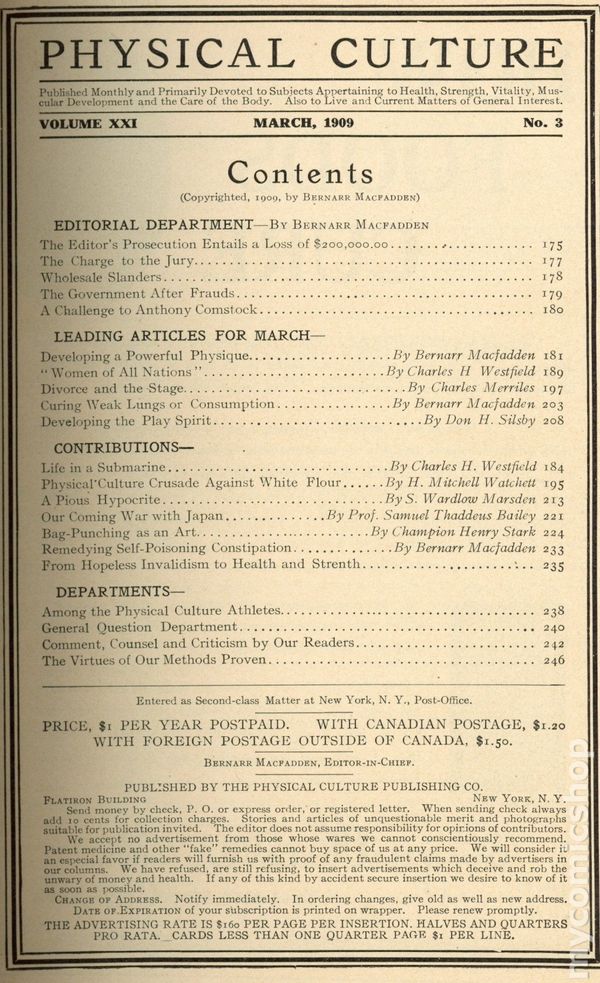 PHYSICAL CULTURE
Published Monthly and Primarily Devoted to Subjects Appertaining to Health, Strength, Vitality, Mus-
cular Development and the Care of the Body. Also to Live and Current Matters of General Interest.
VOLUME XXI MARCH, 1909 No. 3
Contents
(Copyrighted, 1909, by BERNARR MACFADDEN)
EDITORIAL DEPARTMENT—BY BERNARR MACFADDEN
The Editor's Prosecution Entails a Loss of $200,000.00 175
The Charge to the Jury 177
Wholesale Slanders 178
The Government After Frauds 179
A Challenge to Anthony Comstock 180
LEADING ARTICLES FOR MARCH—
Developing a Powerful Physique By Bernarr Macfadden 181
"Women of All Nations" By Charles H Westfield 189
Divorce and the Stage By Charles Merriles 197
Curing Weak Lungs or Consumption By Bernarr Macfadden 203
Developing the Play Spirit By Don H. Silsby 208
CONTRIBUTIONS—
Life in a Submarine By Charles H. Westfield 184
Physical Culture Crusade Against White Flour By H. Mitchell Watchett 195
A Pious Hypocrite By S. Wardlow Marsden 213
Our Coming War with Japan By Prof. Samuel Thaddeus Bailey 221
Bag-Punching as an Art By Champion Henry Stark 224
Remedying Self-Poisoning Constipation By Bernarr Macfadden 233
From Hopeless Invalidism to Health and Strenth 235
DEPARTMENTS—
Among the Physical Culture Athletes 238
General Question Department 240
Comment, Counsel and Criticism by Our Readers 242
The Virtues of Our Methods Proven 246
Entered as Second-class Matter at New York, N. Y., Post-Office.
PRICE, $1 PER YEAR POSTPAID. WITH CANADIAN POSTAGE, $1.20
WITH FOREIGN POSTAGE OUTSIDE OF CANADA, $1.50.
BERNARR MACFADDEN, EDITOR-IN-CHIEF.
PUBLISHED BY THE PHYSICAL CULTURE PUBLISHING CO.
FLATIRON BUILDING NEW YORK, N. Y.
Send money by check, P. O. or express order, or registered letter. When sending check always
add 10 cents for collection charges. Stories and articles of unquestionable merit and photographs
suitable for publication invited. The editor does not assume responsibility for opinions of contributors.
We accept no advertisement from those whose wares we cannot conscientiously recommend.
Patent medicine and other "fake" remedies cannot buy space of us at any price. We will consider it
an especial favor if readers will furnish us with proof of any fraudulent claims made by advertisers in
our columns. We have refused, are still refusing, to insert advertisements which deceive and rob the
unwary of money and health. If any of this kind by accident secure insertion we desire to know of it
as soon as possible.
CHANGE OF ADDRESS. Notify immediately. In ordering changes, give old as well as new address.
DATE OF EXPIRATION of your subscription is printed on wrapper. Please renew promptly.
THE ADVERTISING RATE IS $160 PER PAGE PER INSERTION. HALVES AND QUARTERS
PRO RATA. CARDS LESS THAN ONE QUARTER PAGE $1 PER LINE.
mycomicshop